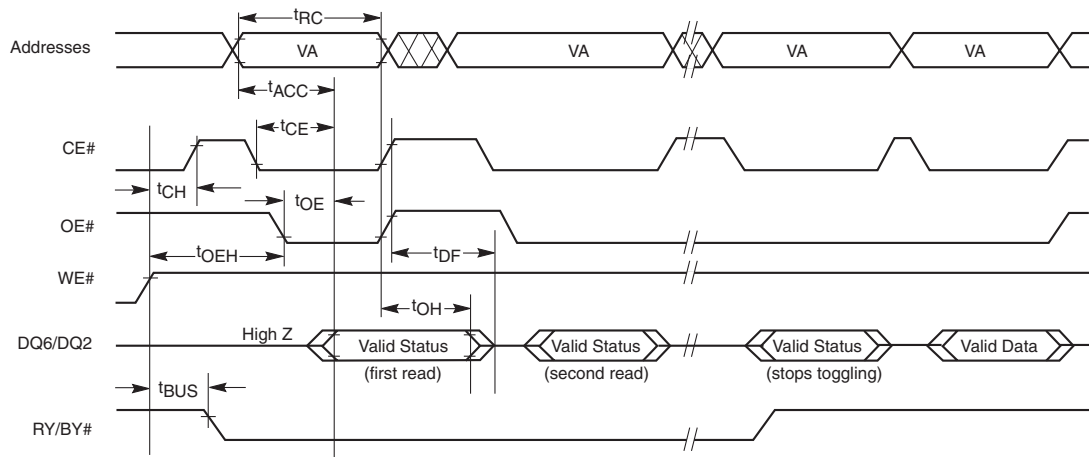 tRC
Addresses VA VA VA VA
tACC
tCE
CE#
tCH tOE
OE#
tOEH tDF
WE#
tOH
High Z
DQ6/DQ2 Valid Status Valid Status Valid Status Valid Data
(first read) (second read) (stops toggling)
tBUS
RY/BY#